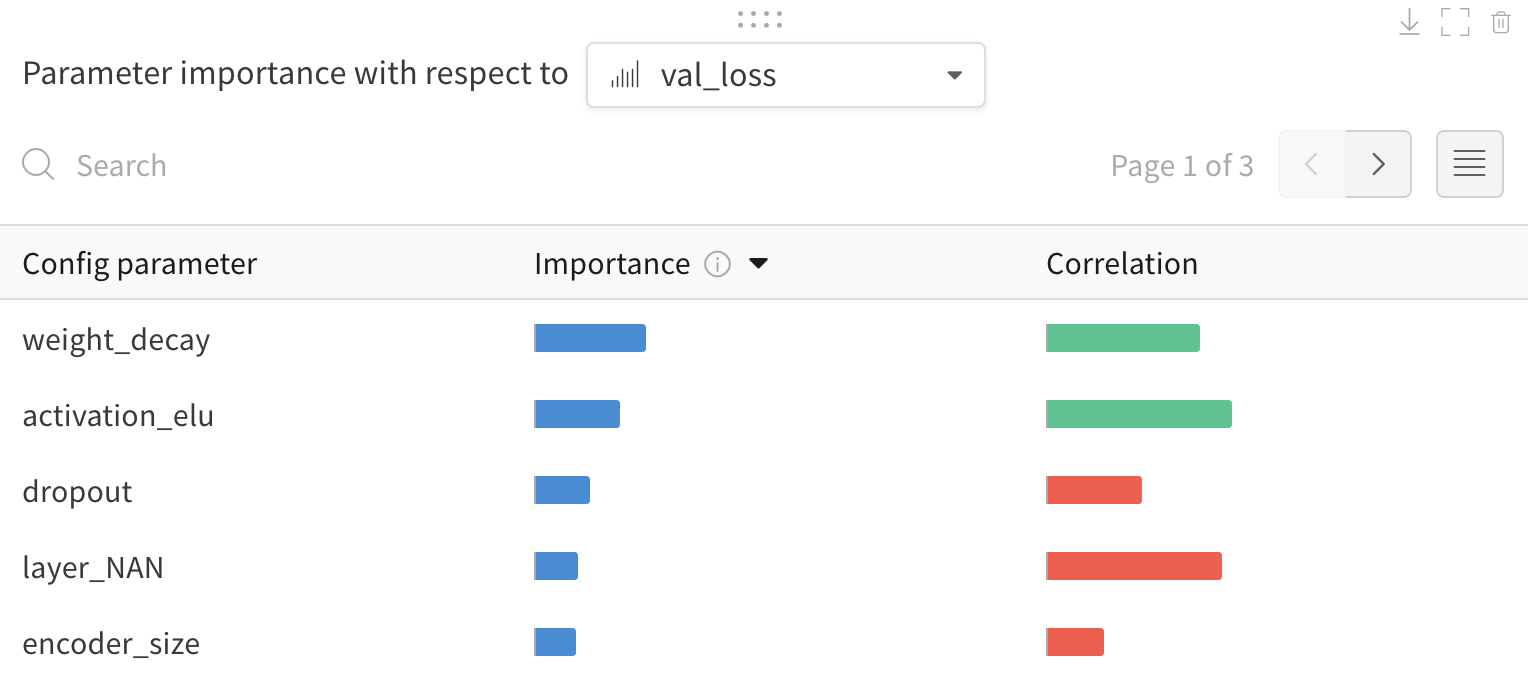 Parameter importance with respect to val_loss
Search Page 1 of 3
Config parameter Importance Correlation
weight_decay
activation_elu
dropout
layer_NAN
encoder_size